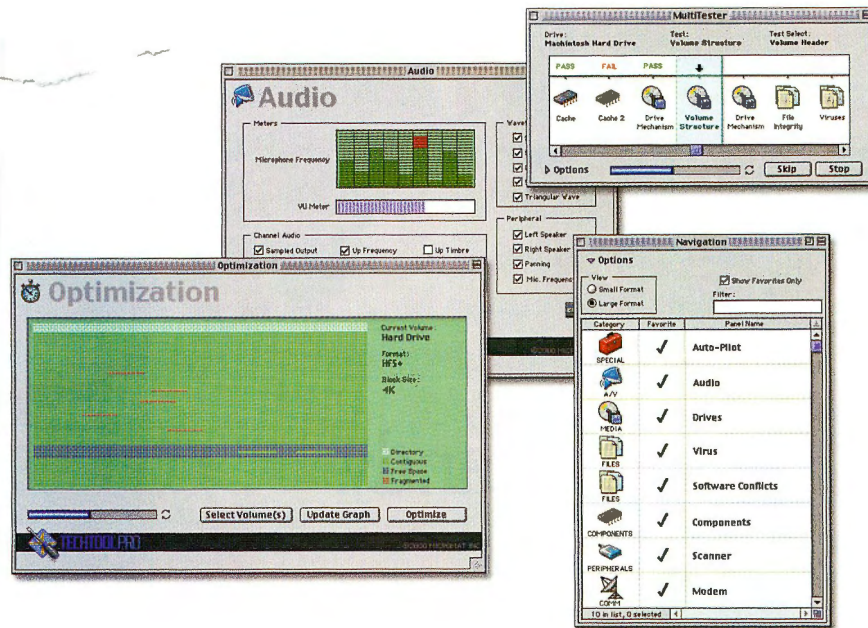 MultiTester
Drive:
Machintosh Hard Drive
Test:
Volume Structure
Test Select:
Volume Header
PASS
FAIL
PASS
Cache
Cache 2
Drive Mechanism
Volume Structure
Drive Mechanism
File Integrity
Viruses
Options
Skip
Stop
Audio
Audio
Meters
Microphone Frequency
VU Meter
Triangular Wave
Channel Audio
Sampled Output
Up Frequency
Up Timbre
Peripheral
Left Speaker
Right Speaker
Panning
Mic. Frequency
Optimization
Optimization
Current Volume:
Hard Drive
Format:
HFS+
Block Size:
4K
Directory
Contiguous
Free Space
Fragmented
Select Volume(s)
Update Graph
Optimize
TECHTOOL PRO
©2000 MICROMAT INC
Navigation
Options
View
Small Format
Large Format
Show Favorites Only
Filter:
Category
Favorite
Panel Name
SPECIAL
Auto-Pilot
A/V
Audio
MEDIA
Drives
FILES
Virus
FILES
Software Conflicts
COMPONENTS
Components
PERIPHERALS
Scanner
COMM
Modem
10 in list, 0 selected